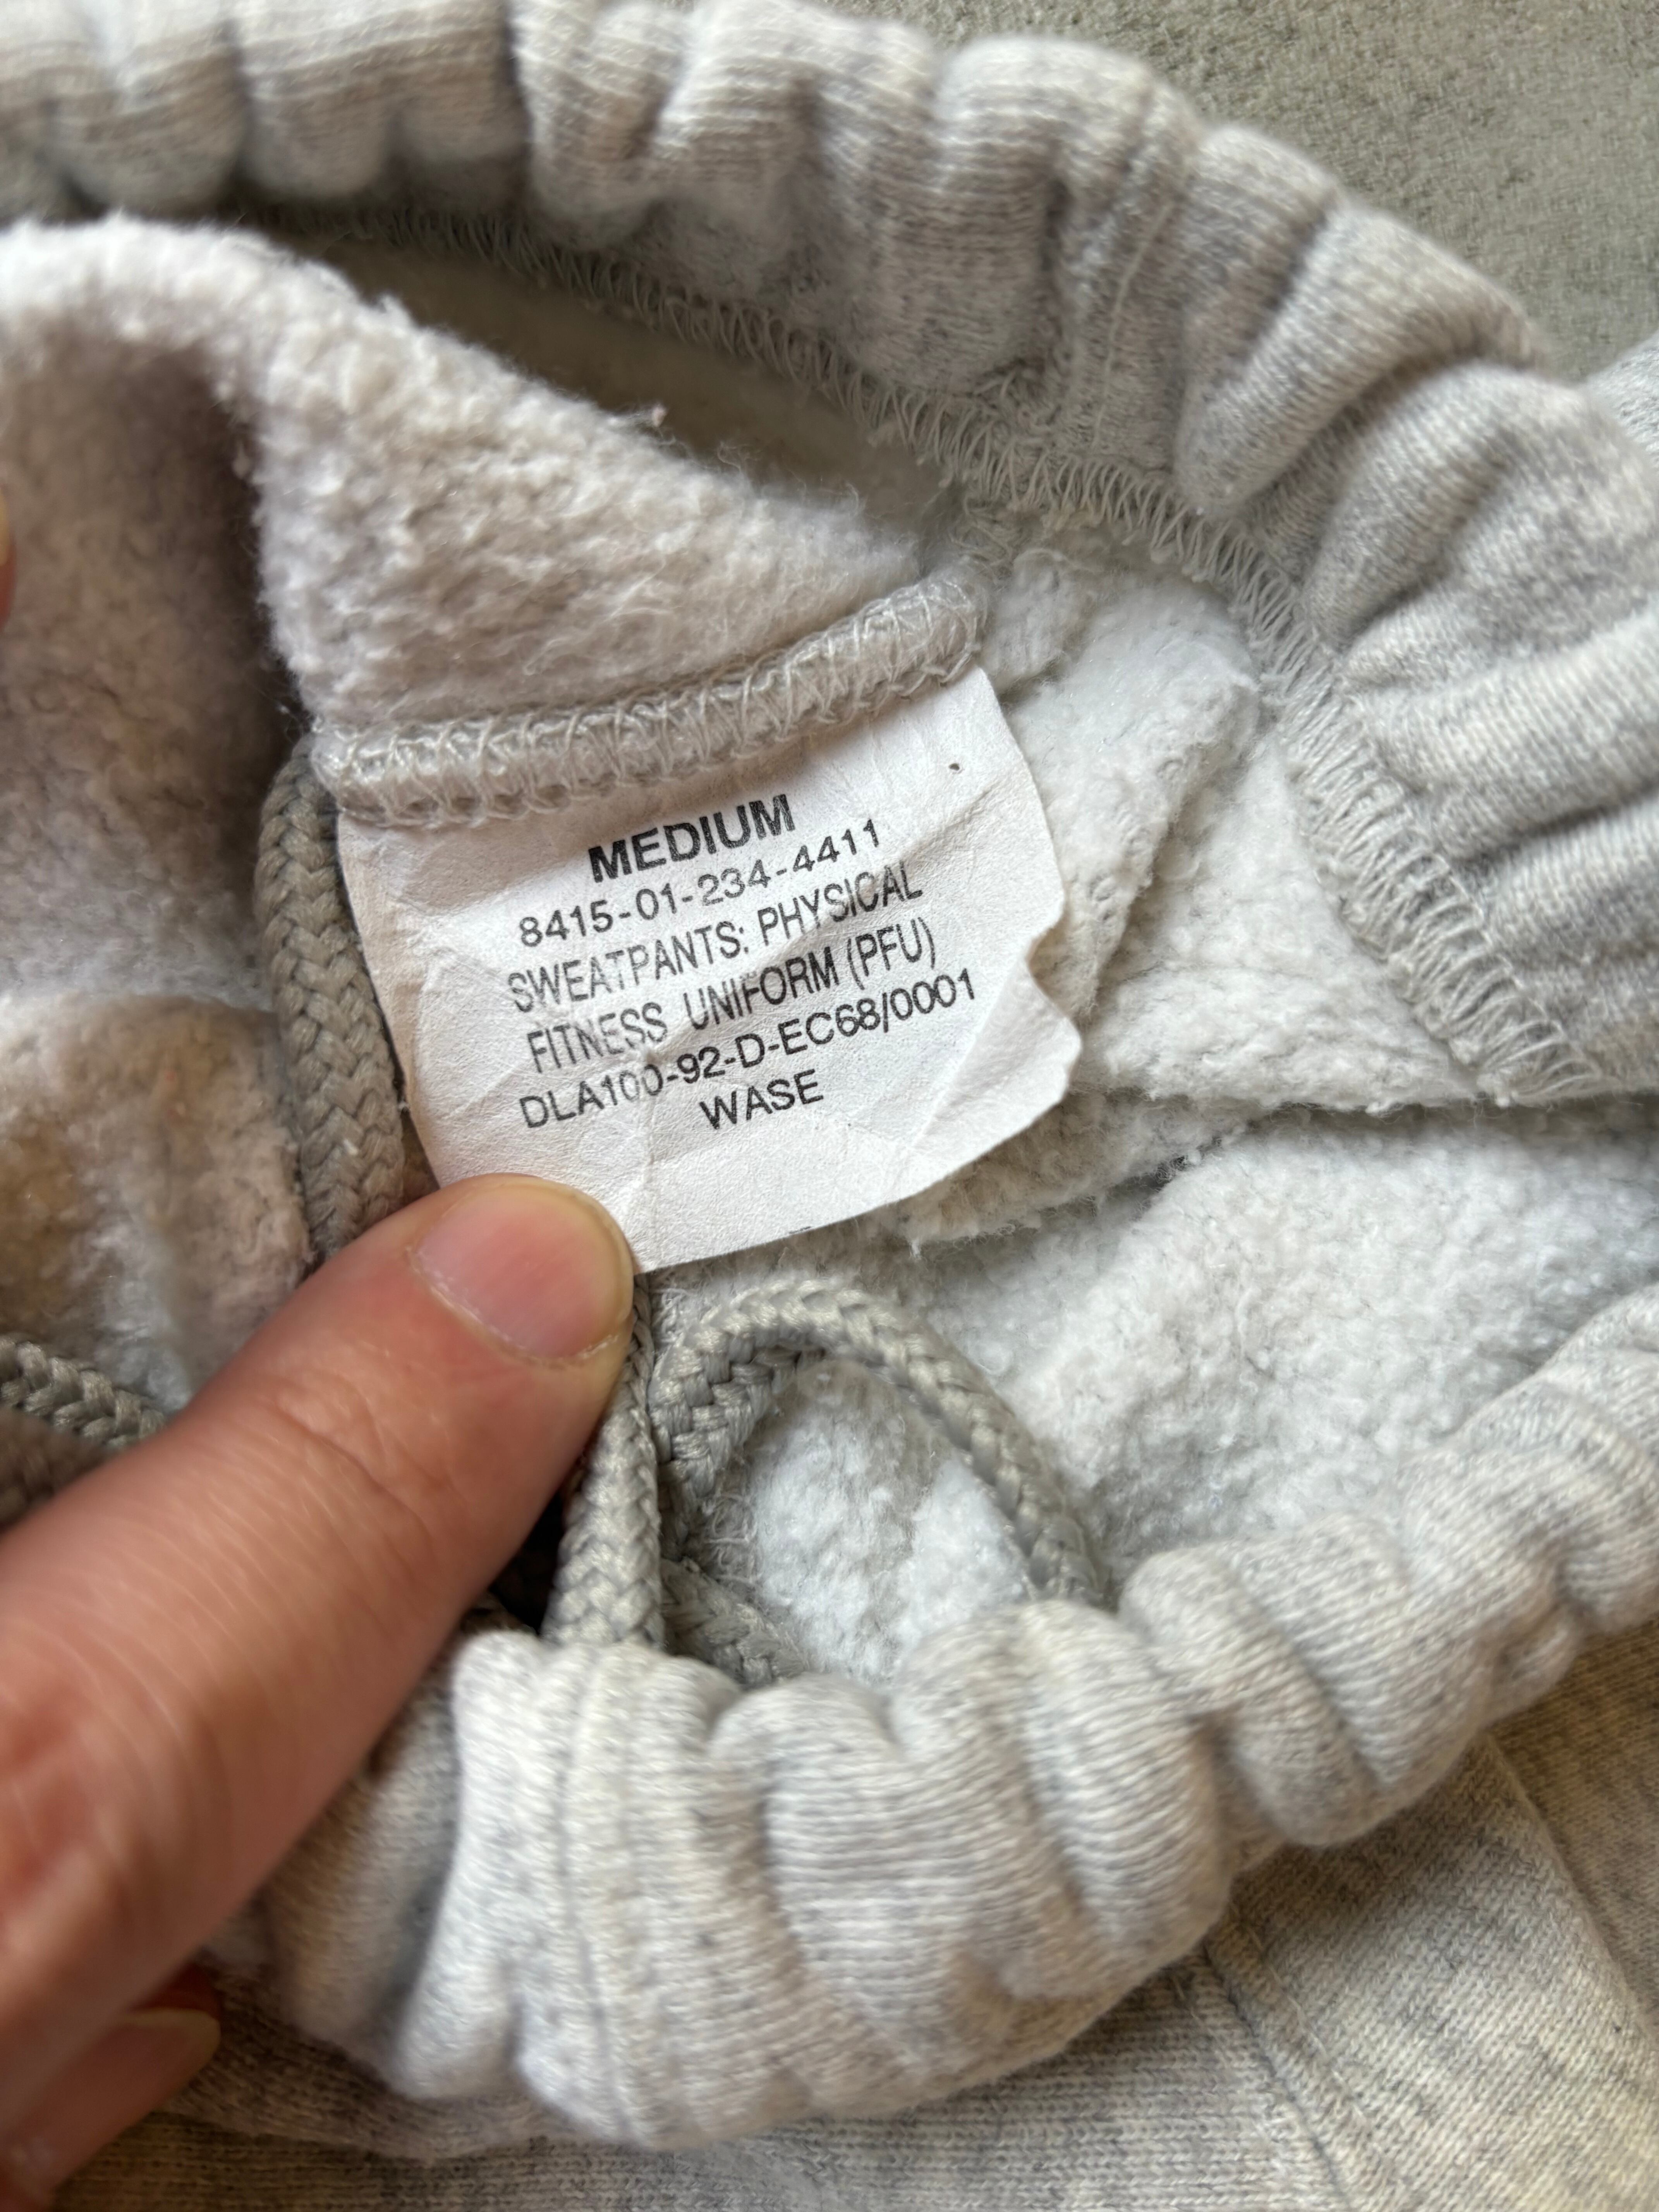 MEDIUM
8415-01-234-4411
SWEATPANTS: PHYSICAL
FITNESS UNIFORM (PFU)
DLA100-92-D-EC68/0001
WASE